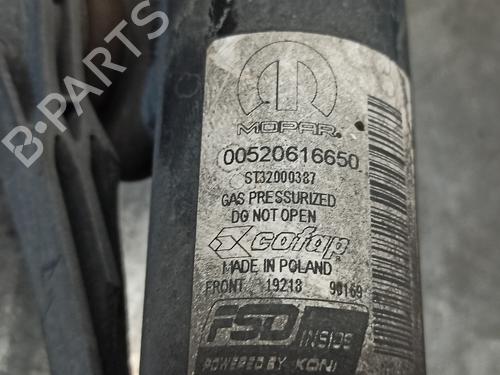 MOPAR
00520616650
ST32000387
GAS PRESSURIZED
DO NOT OPEN
cofap
MADE IN POLAND
FRONT 19218 90169
FSD INSIDE
POWERED BY KONI
B-PARTS